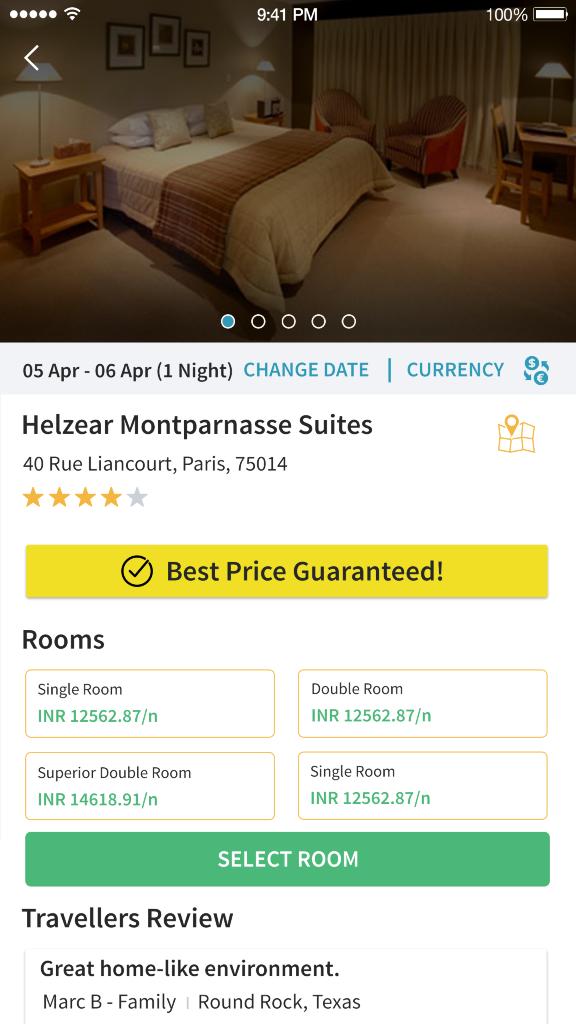 9:41 PM 100%
05 Apr - 06 Apr (1 Night) CHANGE DATE | CURRENCY $ €
Helzear Montparnasse Suites
40 Rue Liancourt, Paris, 75014
Best Price Guaranteed!
Rooms
Single Room
INR 12562.87/n
Double Room
INR 12562.87/n
Superior Double Room
INR 14618.91/n
Single Room
INR 12562.87/n
SELECT ROOM
Travellers Review
Great home-like environment.
Marc B - Family | Round Rock, Texas